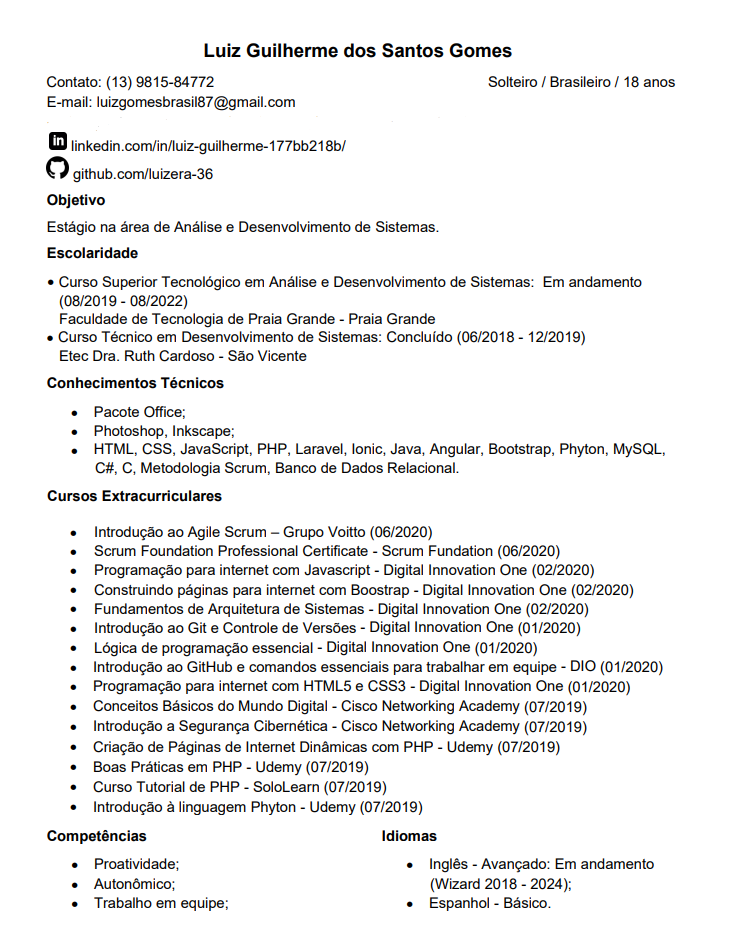 Luiz Guilherme dos Santos Gomes
Contato: (13) 9815-84772 Solteiro / Brasileiro / 18 anos
E-mail: luizgomesbrasil87@gmail.com
in linkedin.com/in/luiz-guilherme-177bb218b/
github.com/luizera-36
Objetivo
Estágio na área de Análise e Desenvolvimento de Sistemas.
Escolaridade
• Curso Superior Tecnológico em Análise e Desenvolvimento de Sistemas: Em andamento
(08/2019 - 08/2022)
Faculdade de Tecnologia de Praia Grande - Praia Grande
• Curso Técnico em Desenvolvimento de Sistemas: Concluído (06/2018 - 12/2019)
Etec Dra. Ruth Cardoso - São Vicente
Conhecimentos Técnicos
• Pacote Office;
• Photoshop, Inkscape;
• HTML, CSS, JavaScript, PHP, Laravel, Ionic, Java, Angular, Bootstrap, Phyton, MySQL,
C#, C, Metodologia Scrum, Banco de Dados Relacional.
Cursos Extracurriculares
• Introdução ao Agile Scrum – Grupo Voitto (06/2020)
• Scrum Foundation Professional Certificate - Scrum Fundation (06/2020)
• Programação para internet com Javascript - Digital Innovation One (02/2020)
• Construindo páginas para internet com Boostrap - Digital Innovation One (02/2020)
• Fundamentos de Arquitetura de Sistemas - Digital Innovation One (02/2020)
• Introdução ao Git e Controle de Versões - Digital Innovation One (01/2020)
• Lógica de programação essencial - Digital Innovation One (01/2020)
• Introdução ao GitHub e comandos essenciais para trabalhar em equipe - DIO (01/2020)
• Programação para internet com HTML5 e CSS3 - Digital Innovation One (01/2020)
• Conceitos Básicos do Mundo Digital - Cisco Networking Academy (07/2019)
• Introdução a Segurança Cibernética - Cisco Networking Academy (07/2019)
• Criação de Páginas de Internet Dinâmicas com PHP - Udemy (07/2019)
• Boas Práticas em PHP - Udemy (07/2019)
• Curso Tutorial de PHP - SoloLearn (07/2019)
• Introdução à linguagem Phyton - Udemy (07/2019)
Competências
• Proatividade;
• Autonômico;
• Trabalho em equipe;
Idiomas
• Inglês - Avançado: Em andamento
(Wizard 2018 - 2024);
• Espanhol - Básico.